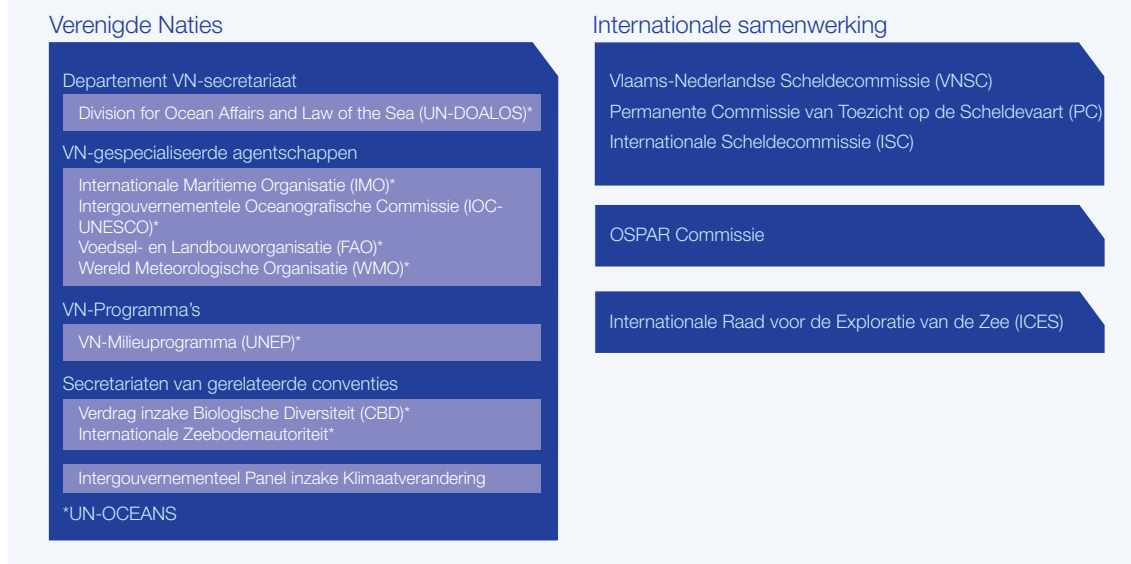 Verenigde Naties
Departement VN-secretariaat
Division for Ocean Affairs and Law of the Sea (UN-DOALOS)*
VN-gespecialiseerde agentschappen
Internationale Maritieme Organisatie (IMO)*
Intergouvernementele Oceanografische Commissie (IOC-
UNESCO)*
Voedsel- en Landbouworganisatie (FAO)*
Wereld Meteorologische Organisatie (WMO)*
VN-Programma’s
VN-Milieuprogramma (UNEP)*
Secretariaten van gerelateerde conventies
Verdrag inzake Biologische Diversiteit (CBD)*
Internationale Zeebodemautoriteit*
Intergouvernementeel Panel inzake Klimaatverandering
*UN-OCEANS
Internationale samenwerking
Vlaams-Nederlandse Scheldecommissie (VNSC)
Permanente Commissie van Toezicht op de Scheldevaart (PC)
Internationale Scheldecommissie (ISC)
OSPAR Commissie
Internationale Raad voor de Exploratie van de Zee (ICES)